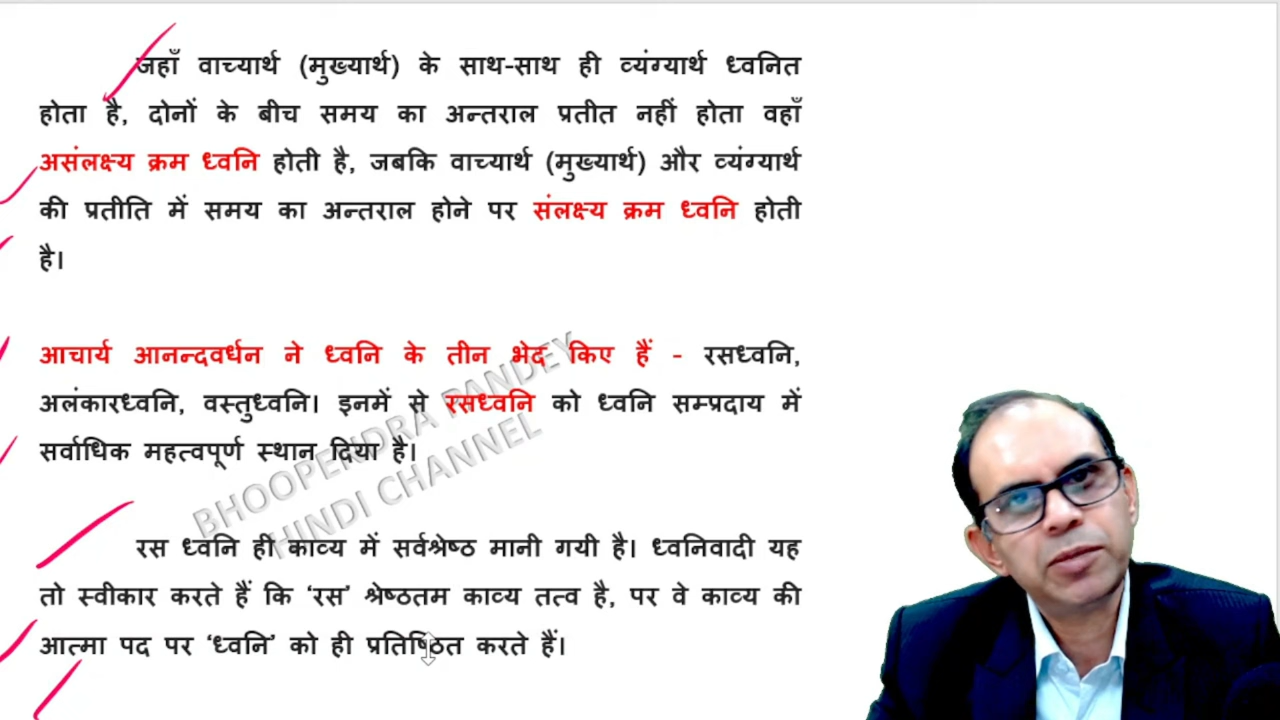 जहाँ वाच्यार्थ (मुख्यार्थ) के साथ-साथ ही व्यंग्यार्थ ध्वनित
होता है, दोनों के बीच समय का अन्तराल प्रतीत नहीं होता वहाँ
असंलक्ष्य क्रम ध्वनि होती है, जबकि वाच्यार्थ (मुख्यार्थ) और व्यंग्यार्थ
की प्रतीति में समय का अन्तराल होने पर संलक्ष्य क्रम ध्वनि होती
है।
आचार्य आनन्दवर्धन ने ध्वनि के तीन भेद किए हैं - रसध्वनि,
अलंकारध्वनि, वस्तुध्वनि। इनमें से रसध्वनि को ध्वनि सम्प्रदाय में
सर्वाधिक महत्वपूर्ण स्थान दिया है।
BHOOPENDRA PANDEY
HINDI CHANNEL
रस ध्वनि ही काव्य में सर्वश्रेष्ठ मानी गयी है। ध्वनिवादी यह
तो स्वीकार करते हैं कि ‘रस’ श्रेष्ठतम काव्य तत्व है, पर वे काव्य की
आत्मा पद पर ‘ध्वनि’ को ही प्रतिष्ठित करते हैं।